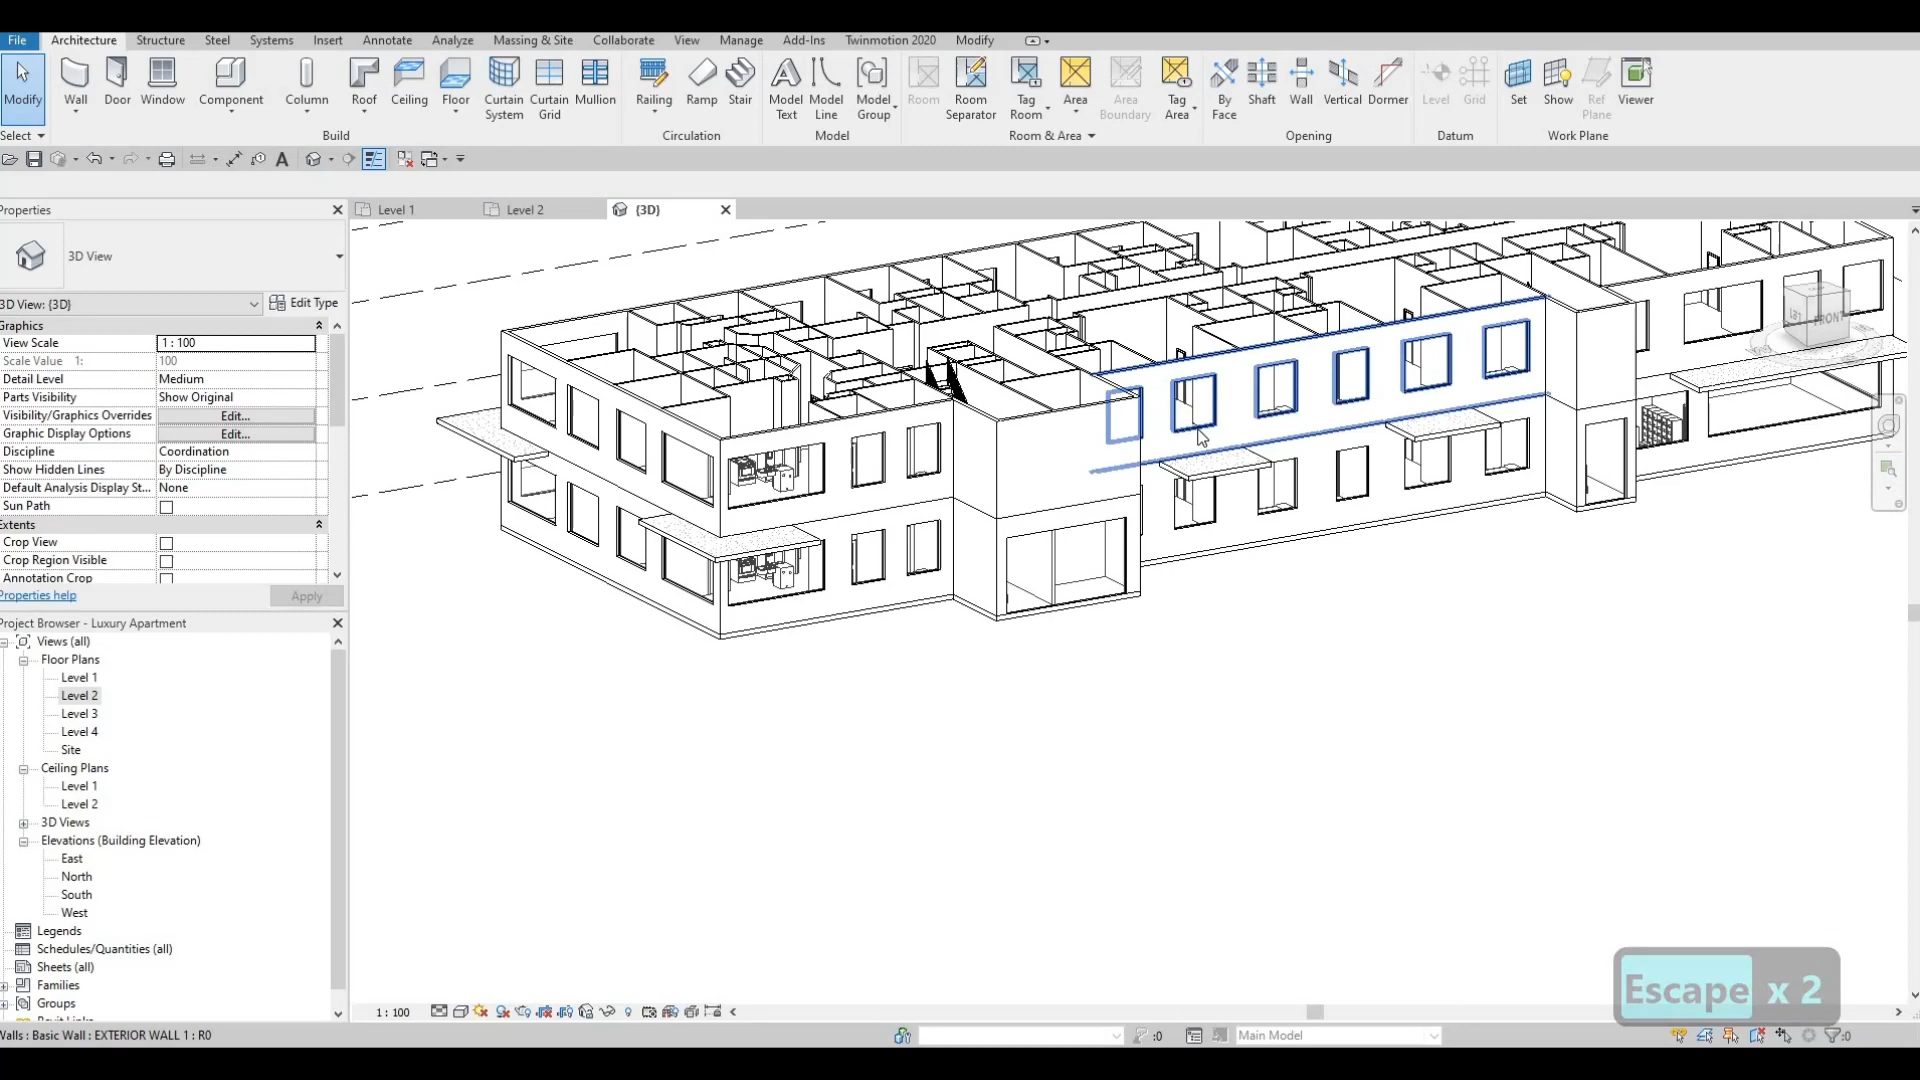 File Architecture Structure Steel Systems Insert Annotate Analyze Massing & Site Collaborate View Manage Add-Ins Twinmotion 2020 Modify
Modify Wall Door Window Component Column Roof Ceiling Floor Curtain System Curtain Grid Mullion Railing Ramp Stair Model Text Model Line Model Group Room Room Separator Tag Room Area Area Boundary Tag Area By Face Shaft Wall Vertical Dormer Level Grid Set Show Ref Plane Viewer
Select Build Circulation Model Room & Area Opening Datum Work Plane
Properties
Level 1 Level 2 {3D}
3D View
3D View: {3D} Edit Type
Graphics
View Scale 1 : 100
Scale Value 1: 100
Detail Level Medium
Parts Visibility Show Original
Visibility/Graphics Overrides Edit...
Graphic Display Options Edit...
Discipline Coordination
Show Hidden Lines By Discipline
Default Analysis Display St... None
Sun Path
Extents
Crop View
Crop Region Visible
Annotation Crop
Properties help Apply
Project Browser - Luxury Apartment
Views (all)
Floor Plans
Level 1
Level 2
Level 3
Level 4
Site
Ceiling Plans
Level 1
Level 2
3D Views
Elevations (Building Elevation)
East
North
South
West
Legends
Schedules/Quantities (all)
Sheets (all)
Families
Groups
FRONT
Escape x 2
1 : 100
Walls : Basic Wall : EXTERIOR WALL 1 : R0
:0
Main Model
:0